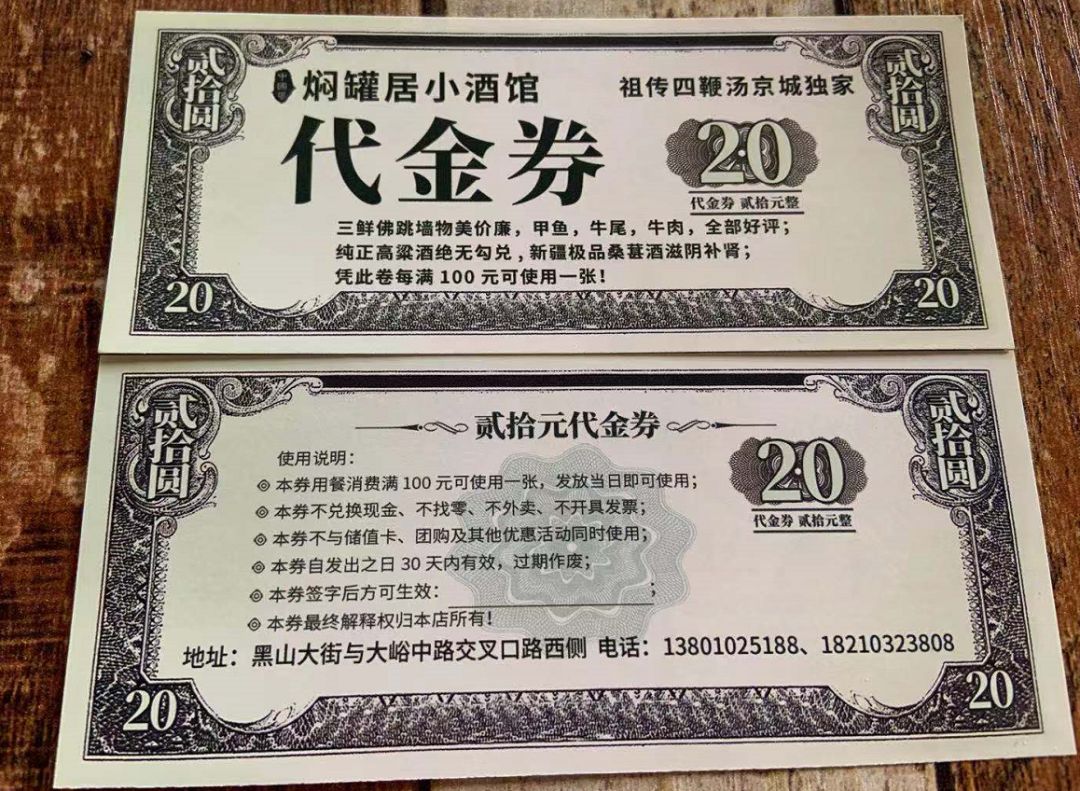 贰拾圆
焖罐居小酒馆
祖传四鞭汤京城独家
贰拾圆
代金券
20
代金券 贰拾元整
三鲜佛跳墙物美价廉，甲鱼，牛尾，牛肉，全部好评；
纯正高粱酒绝无勾兑，新疆极品桑葚酒滋阴补肾；
凭此卷每满 100 元可使用一张！
20
20
贰拾圆
贰拾元代金券
贰拾圆
20
代金券 贰拾元整
使用说明：
◎ 本券用餐消费满 100 元可使用一张，发放当日即可使用；
◎ 本券不兑换现金、不找零、不外卖、不开具发票；
◎ 本券不与储值卡、团购及其他优惠活动同时使用；
◎ 本券自发出之日 30 天内有效，过期作废；
◎ 本券签字后方可生效：；
◎ 本券最终解释权归本店所有！
地址：黑山大街与大峪中路交叉口路西侧 电话：13801025188、18210323808
20
20